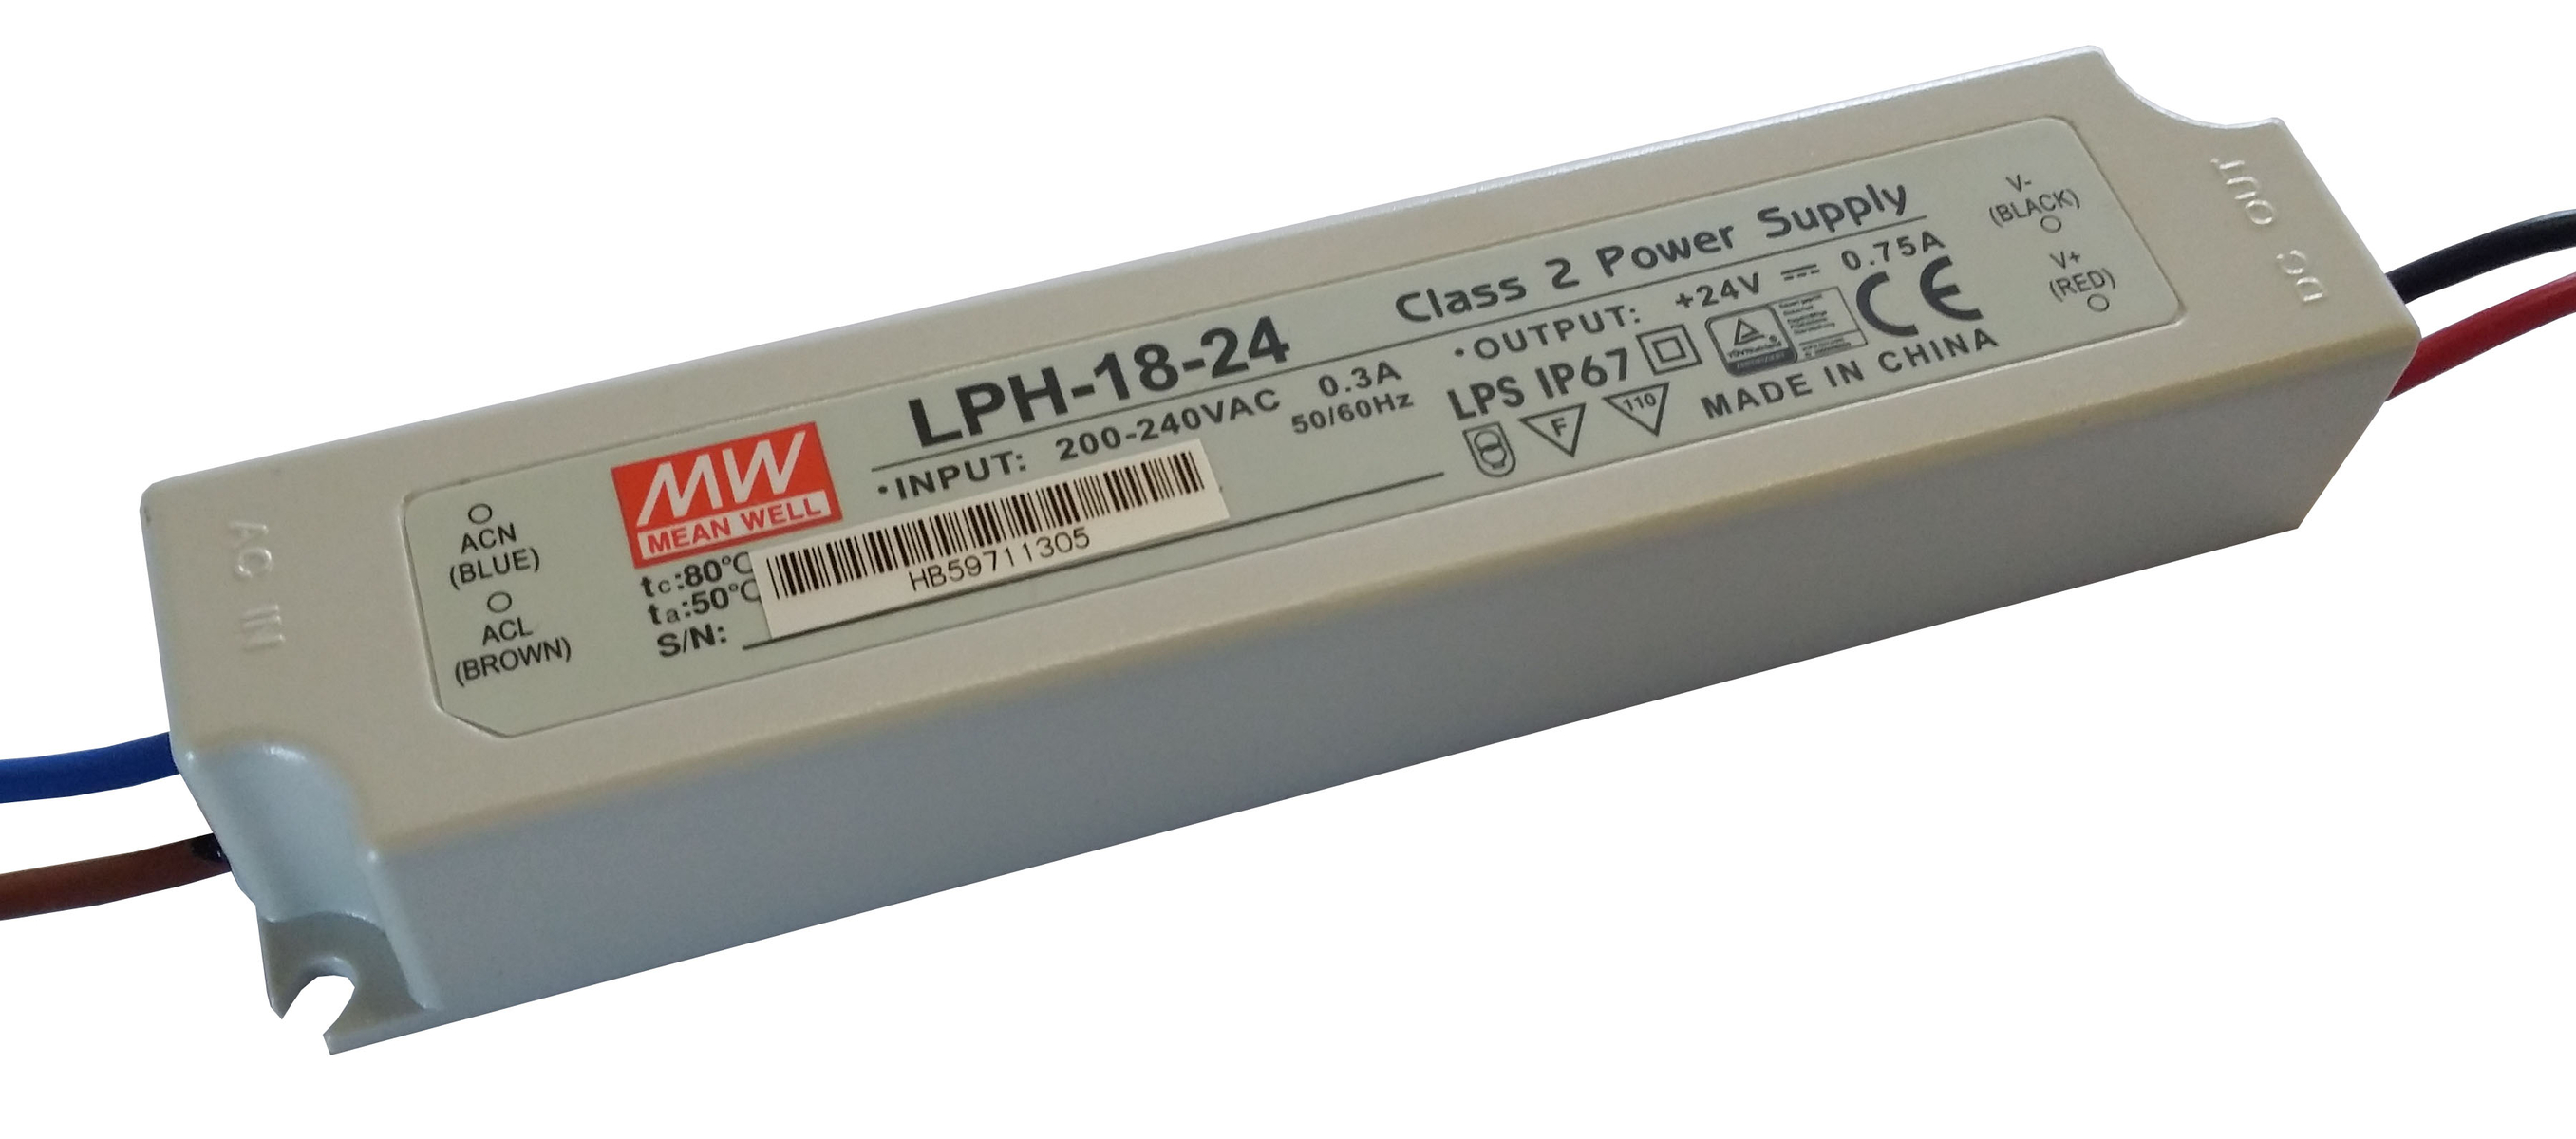 AC IN
ACN
(BLUE)
ACL
(BROWN)
MW
MEAN WELL
tc:80°C
ta:50°C
S/N:
HB59711305
LPH-18-24
•INPUT: 200-240VAC 0.3A
50/60Hz
Class 2 Power Supply
•OUTPUT: +24V 0.75A
LPS IP67
F
110
CE
MADE IN CHINA
V-
(BLACK)
V+
(RED)
DC OUT